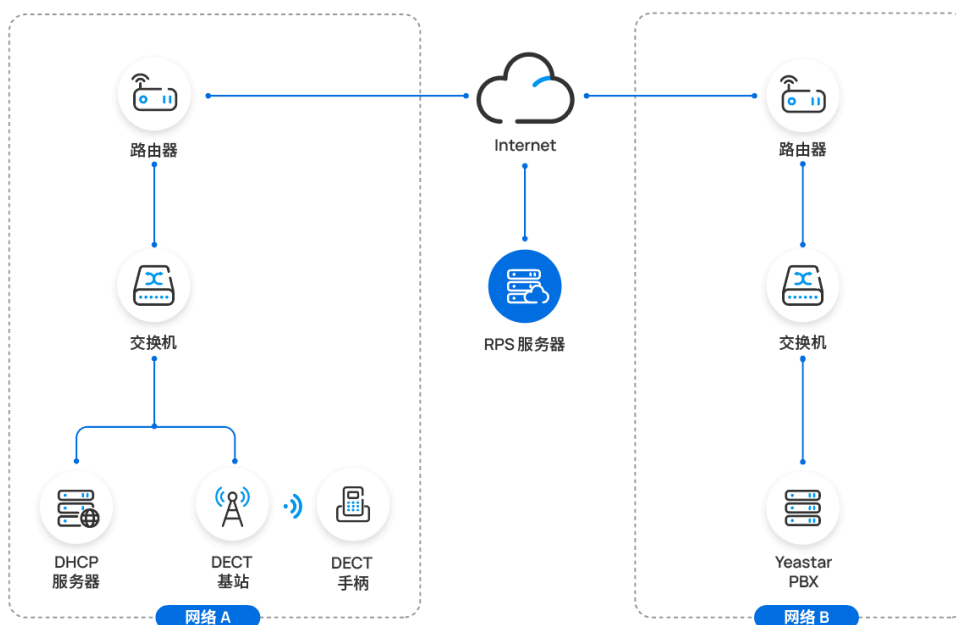 Internet
路由器
路由器
RPS 服务器
交换机
交换机
DHCP
服务器
DECT
基站
DECT
手柄
Yeastar
PBX
网络 A
网络 B